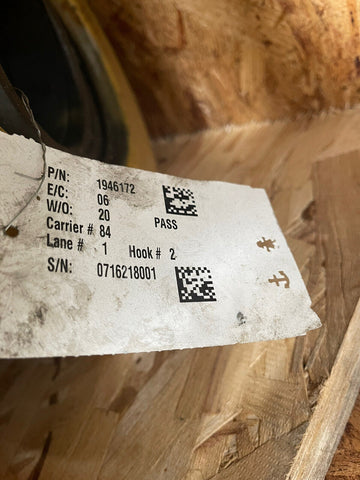 P/N: 1946172
E/C: 06
W/O: 20 PASS
Carrier # 84
Lane # 1 Hook # 2
S/N: 0716218001